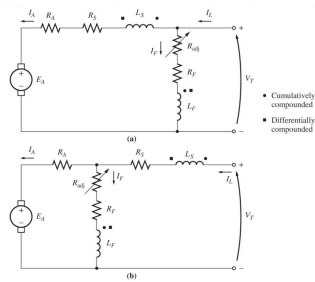 I_A
R_A
R_S
L_S
I_L
+
I_F
R_adj
R_F
L_F
+
−
E_A
V_T
−
(a)
● Cumulatively
compounded
■ Differentially
compounded
I_A
R_A
R_S
L_S
+
I_L
I_F
R_adj
R_F
L_F
+
−
E_A
V_T
−
(b)